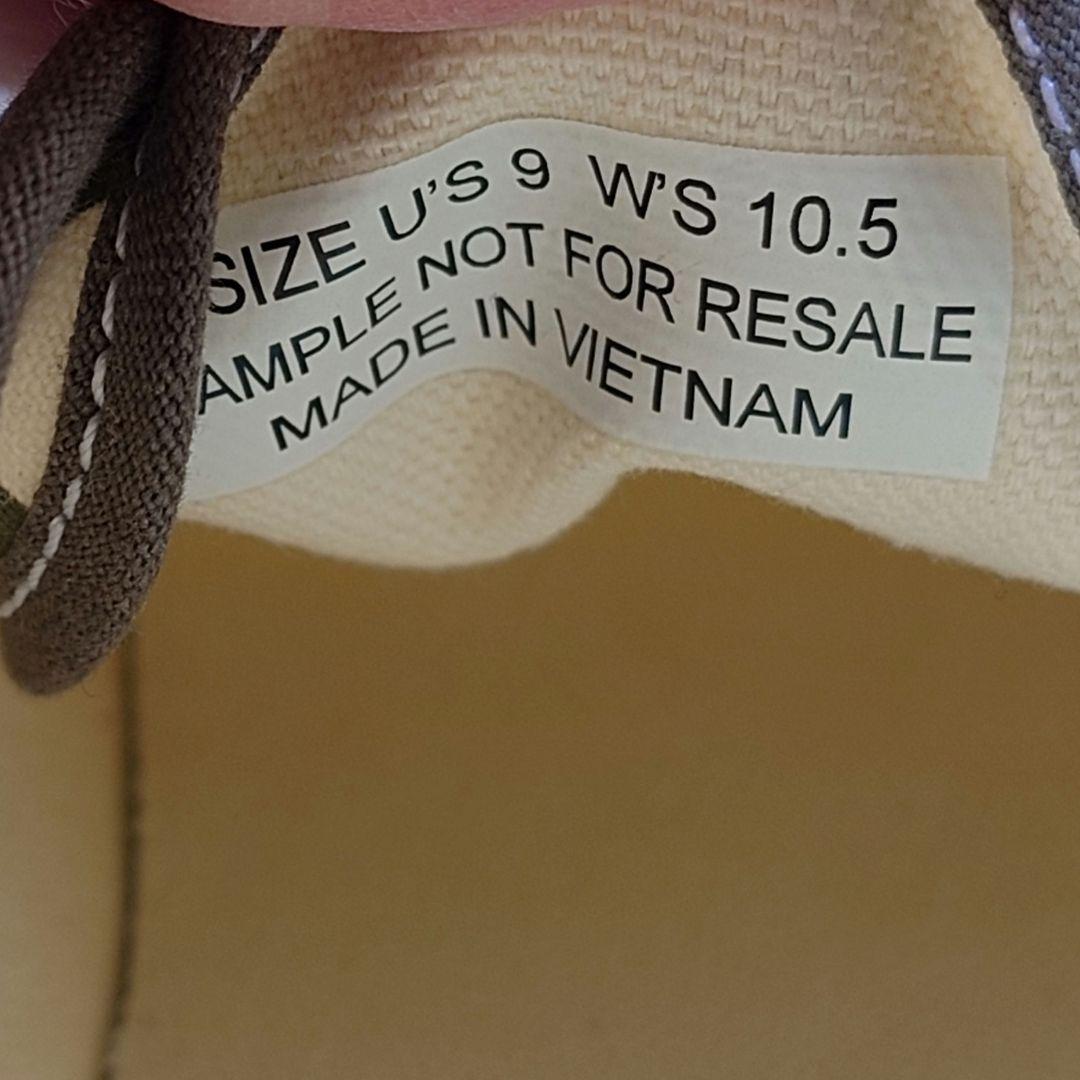 SIZE U'S 9 W'S 10.5
AMPLE NOT FOR RESALE
MADE IN VIETNAM